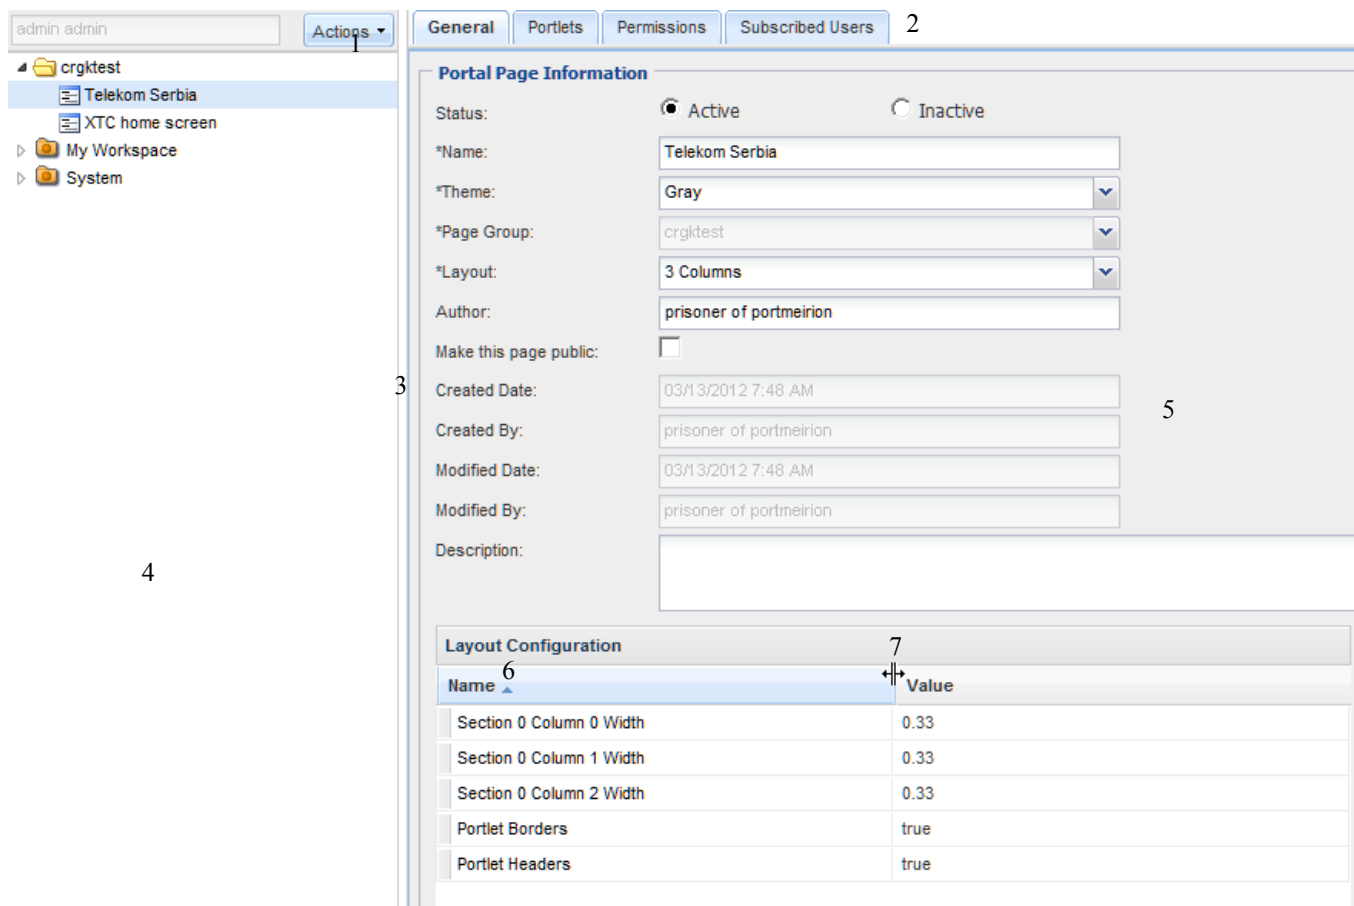 admin admin
Actions
1
crgktest
Telekom Serbia
XTC home screen
My Workspace
System
4
3
General Portlets Permissions Subscribed Users 2
Portal Page Information
Status: Active Inactive
*Name: Telekom Serbia
*Theme: Gray
*Page Group: crgktest
*Layout: 3 Columns
Author: prisoner of portmeirion
Make this page public:
Created Date: 03/13/2012 7:48 AM
5
Created By: prisoner of portmeirion
Modified Date: 03/13/2012 7:48 AM
Modified By: prisoner of portmeirion
Description:
Layout Configuration 7
6
Name Value
Section 0 Column 0 Width 0.33
Section 0 Column 1 Width 0.33
Section 0 Column 2 Width 0.33
Portlet Borders true
Portlet Headers true